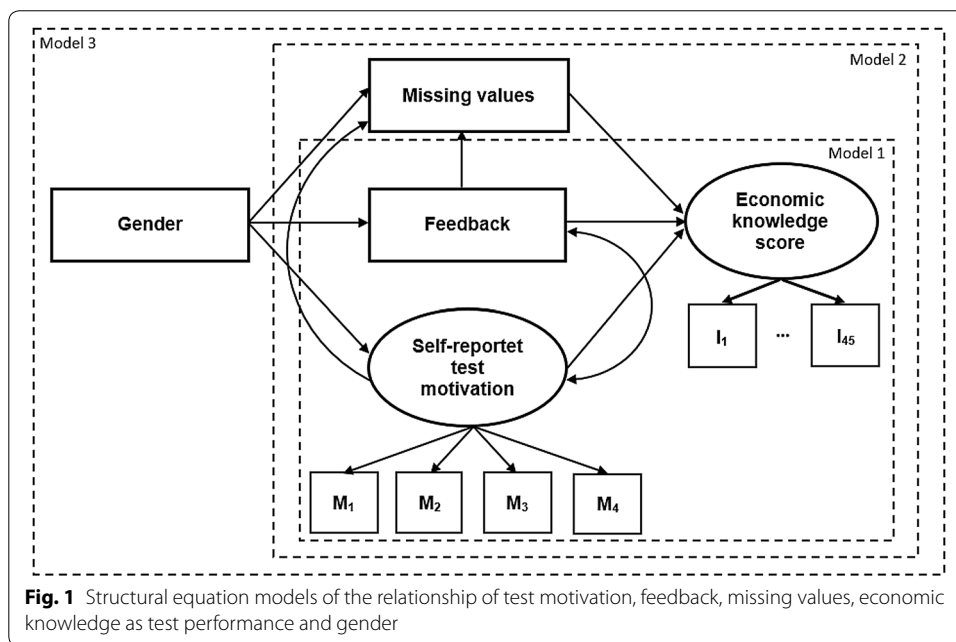 Model 3
Model 2
Missing values
Model 1
Gender
Feedback
Economic
knowledge
score
Self-reportet
test
motivation
I1
...
I45
M1
M2
M3
M4
Fig. 1 Structural equation models of the relationship of test motivation, feedback, missing values, economic
knowledge as test performance and gender